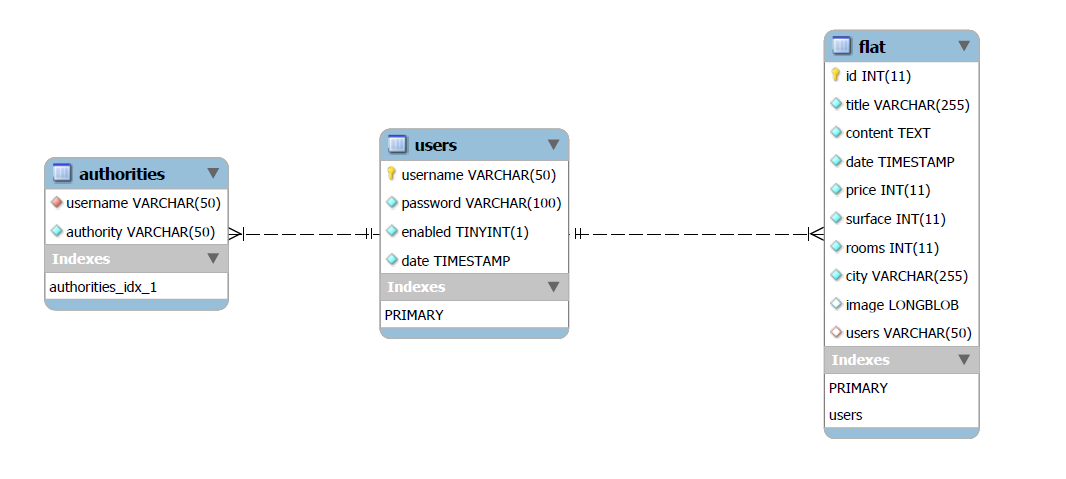 authorities
username VARCHAR(50)
authority VARCHAR(50)
Indexes
authorities_idx_1
users
username VARCHAR(50)
password VARCHAR(100)
enabled TINYINT(1)
date TIMESTAMP
Indexes
PRIMARY
flat
id INT(11)
title VARCHAR(255)
content TEXT
date TIMESTAMP
price INT(11)
surface INT(11)
rooms INT(11)
city VARCHAR(255)
image LONGBLOB
users VARCHAR(50)
Indexes
PRIMARY
users